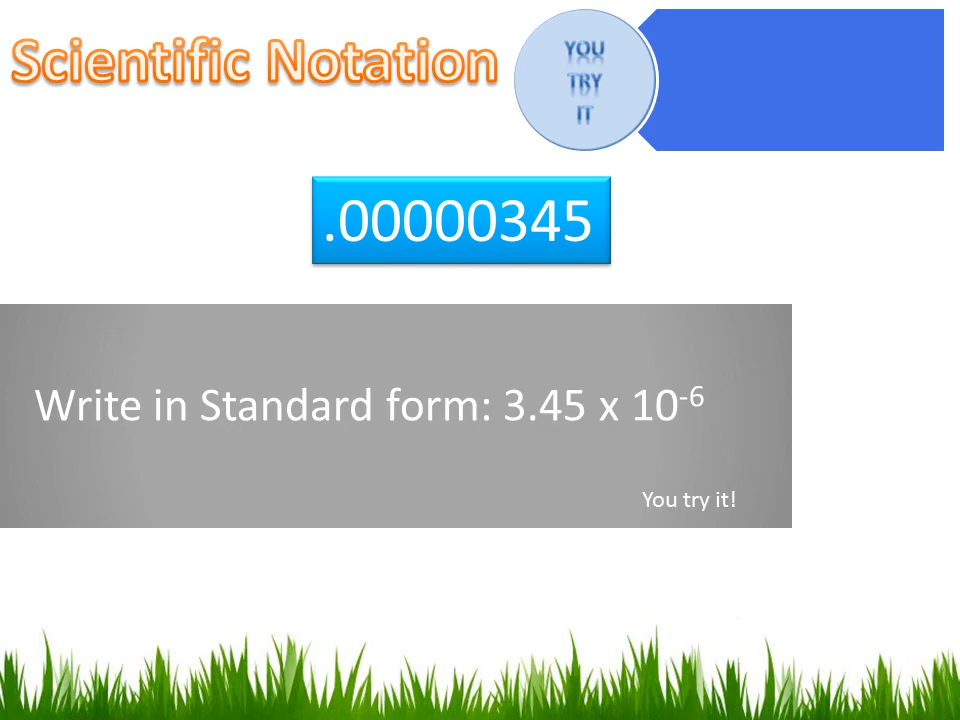 Scientific Notation
YOU
TRY
IT
.00000345
Write in Standard form: 3.45 x 10⁻⁶
You try it!